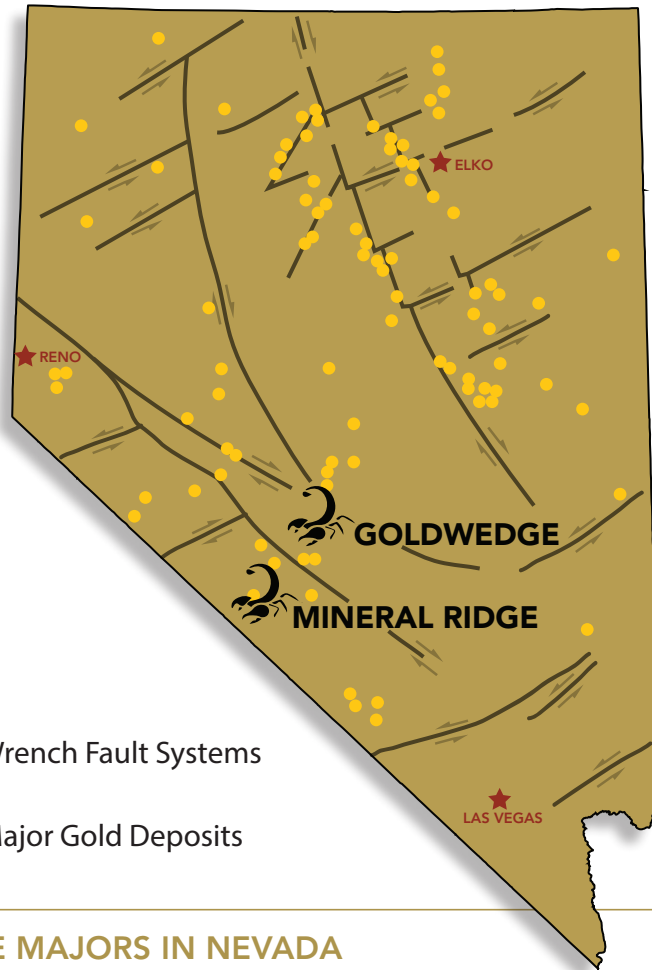 ELKO
RENO
GOLDWEDGE
MINERAL RIDGE
Wrench Fault Systems
Major Gold Deposits
LAS VEGAS
E MAJORS IN NEVADA